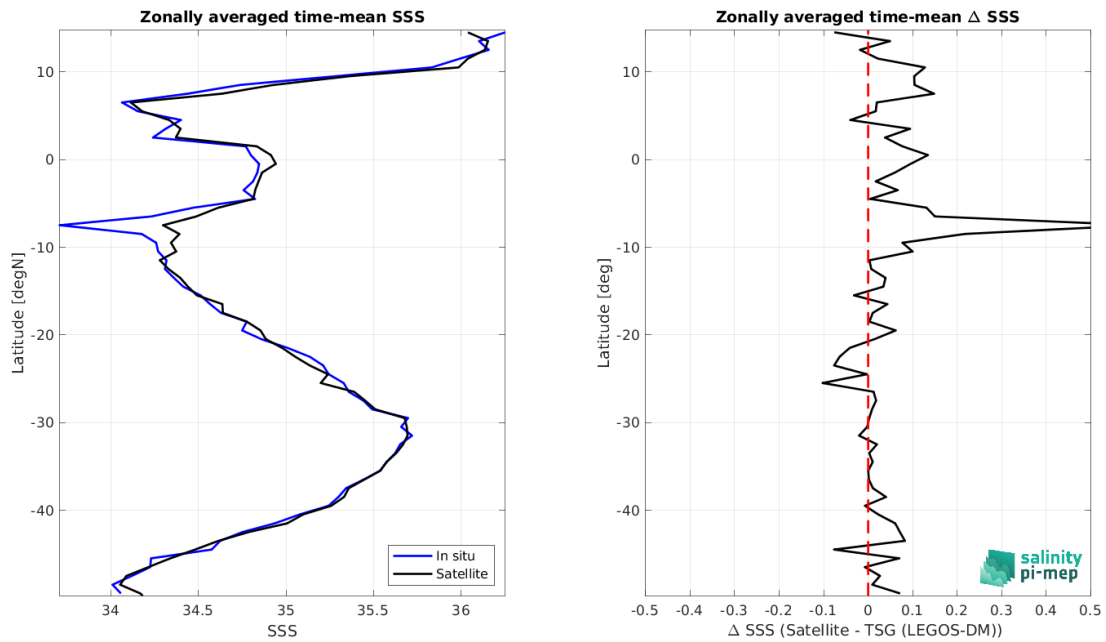 Zonally averaged time-mean SSS
10
0
-10
-20
-30
-40
Latitude [degN]
34
34.5
35
35.5
36
SSS
In situ
Satellite
Zonally averaged time-mean Δ SSS
10
0
-10
-20
-30
-40
Latitude [deg]
-0.5
-0.4
-0.3
-0.2
-0.1
0
0.1
0.2
0.3
0.4
0.5
Δ SSS (Satellite - TSG (LEGOS-DM))
salinity
pi-mep